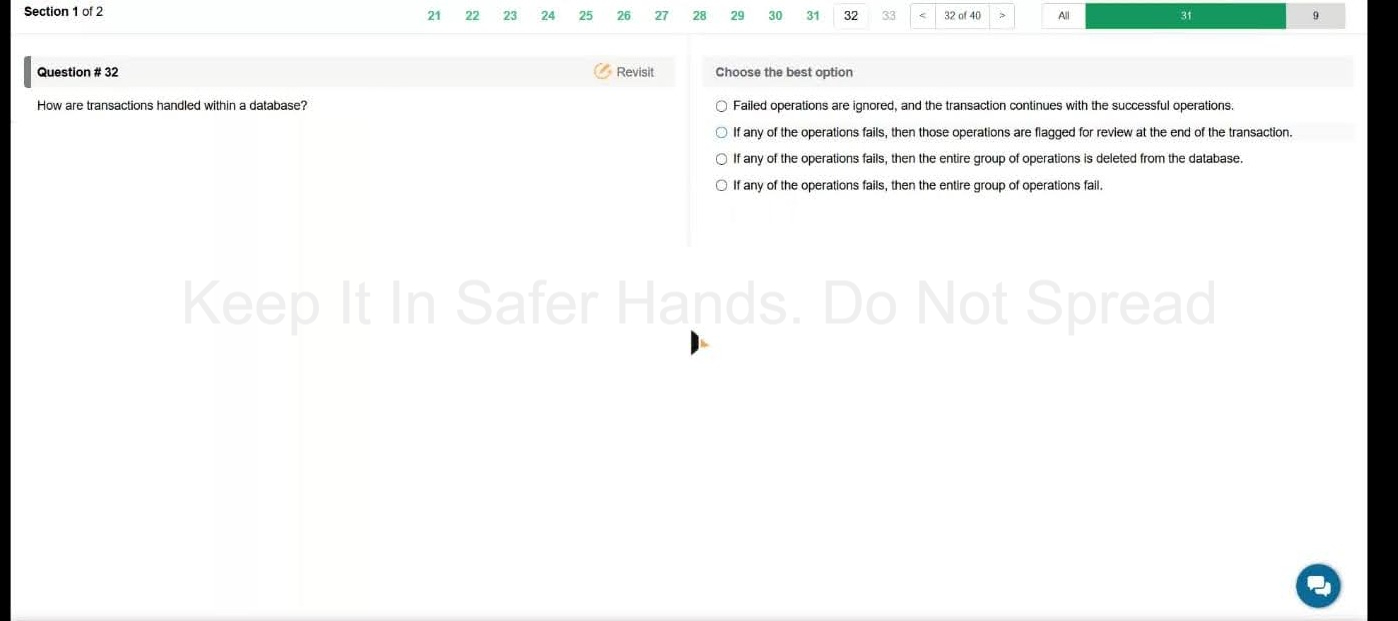 Section 1 of 2
21 22 23 24 25 26 27 28 29 30 31 32 33 < 32 of 40 > All 31 9
Question # 32
Revisit
How are transactions handled within a database?
Choose the best option
Failed operations are ignored, and the transaction continues with the successful operations.
If any of the operations fails, then those operations are flagged for review at the end of the transaction.
If any of the operations fails, then the entire group of operations is deleted from the database.
If any of the operations fails, then the entire group of operations fail.
Keep It In Safer Hands. Do Not Spread